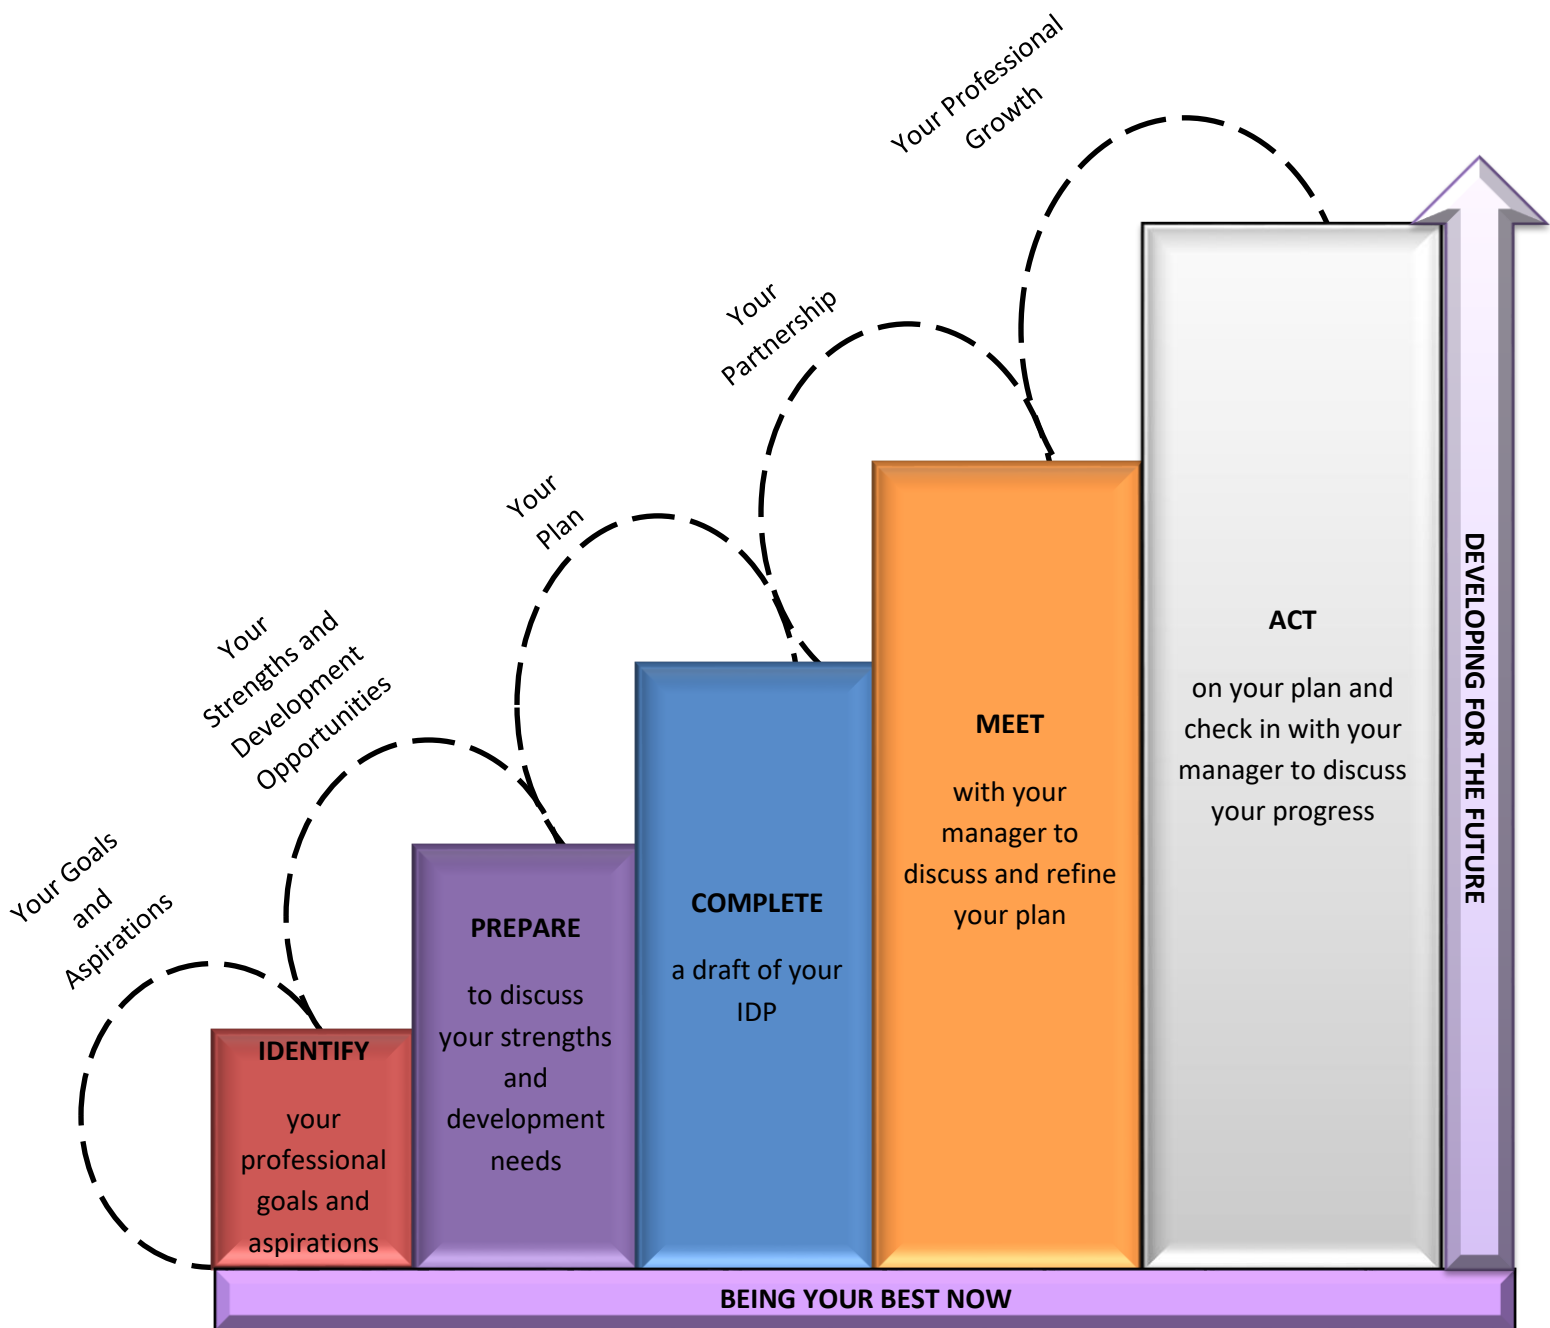 Your Professional
Growth
Your
Partnership
Your
Plan
Your
Strengths and
Development
Opportunities
Your Goals
and
Aspirations
IDENTIFY
your
professional
goals and
aspirations
PREPARE
to discuss
your strengths
and
development
needs
COMPLETE
a draft of your
IDP
MEET
with your
manager to
discuss and refine
your plan
ACT
on your plan and
check in with your
manager to discuss
your progress
DEVELOPING FOR THE FUTURE
BEING YOUR BEST NOW